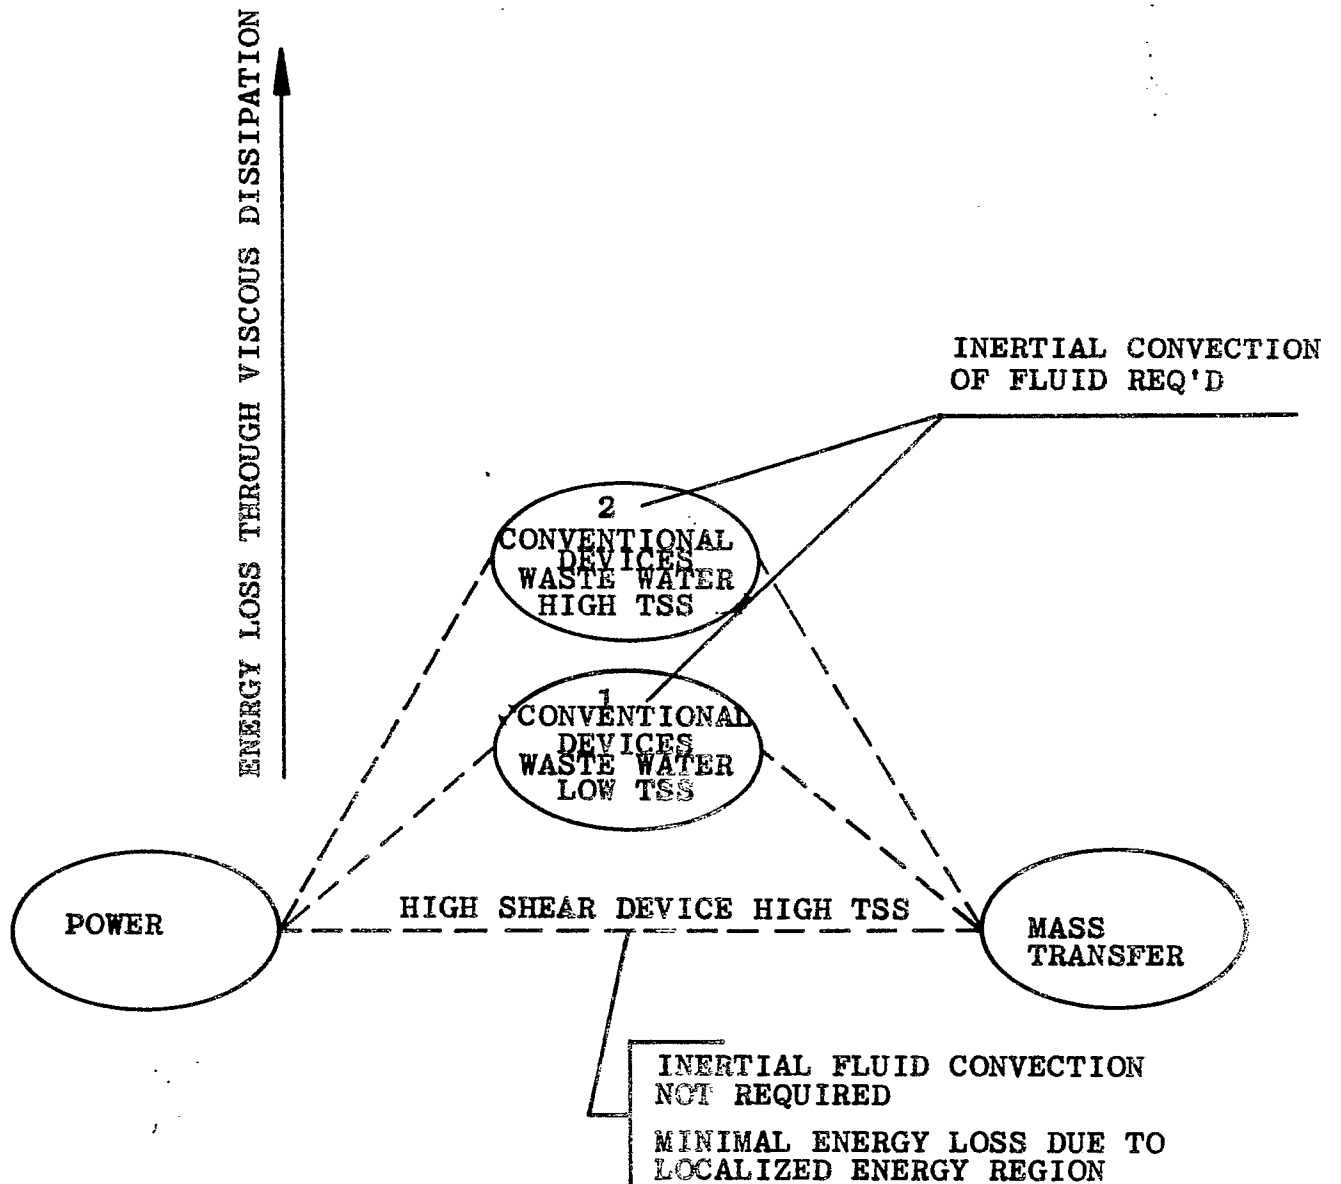 ENERGY LOSS THROUGH VISCOUS DISSIPATION
INERTIAL CONVECTION
OF FLUID REQ'D
2
CONVENTIONAL
DEVICES
WASTE WATER
HIGH TSS
1
CONVENTIONAL
DEVICES
WASTE WATER
LOW TSS
POWER
HIGH SHEAR DEVICE HIGH TSS
MASS
TRANSFER
INERTIAL FLUID CONVECTION
NOT REQUIRED
MINIMAL ENERGY LOSS DUE TO
LOCALIZED ENERGY REGION